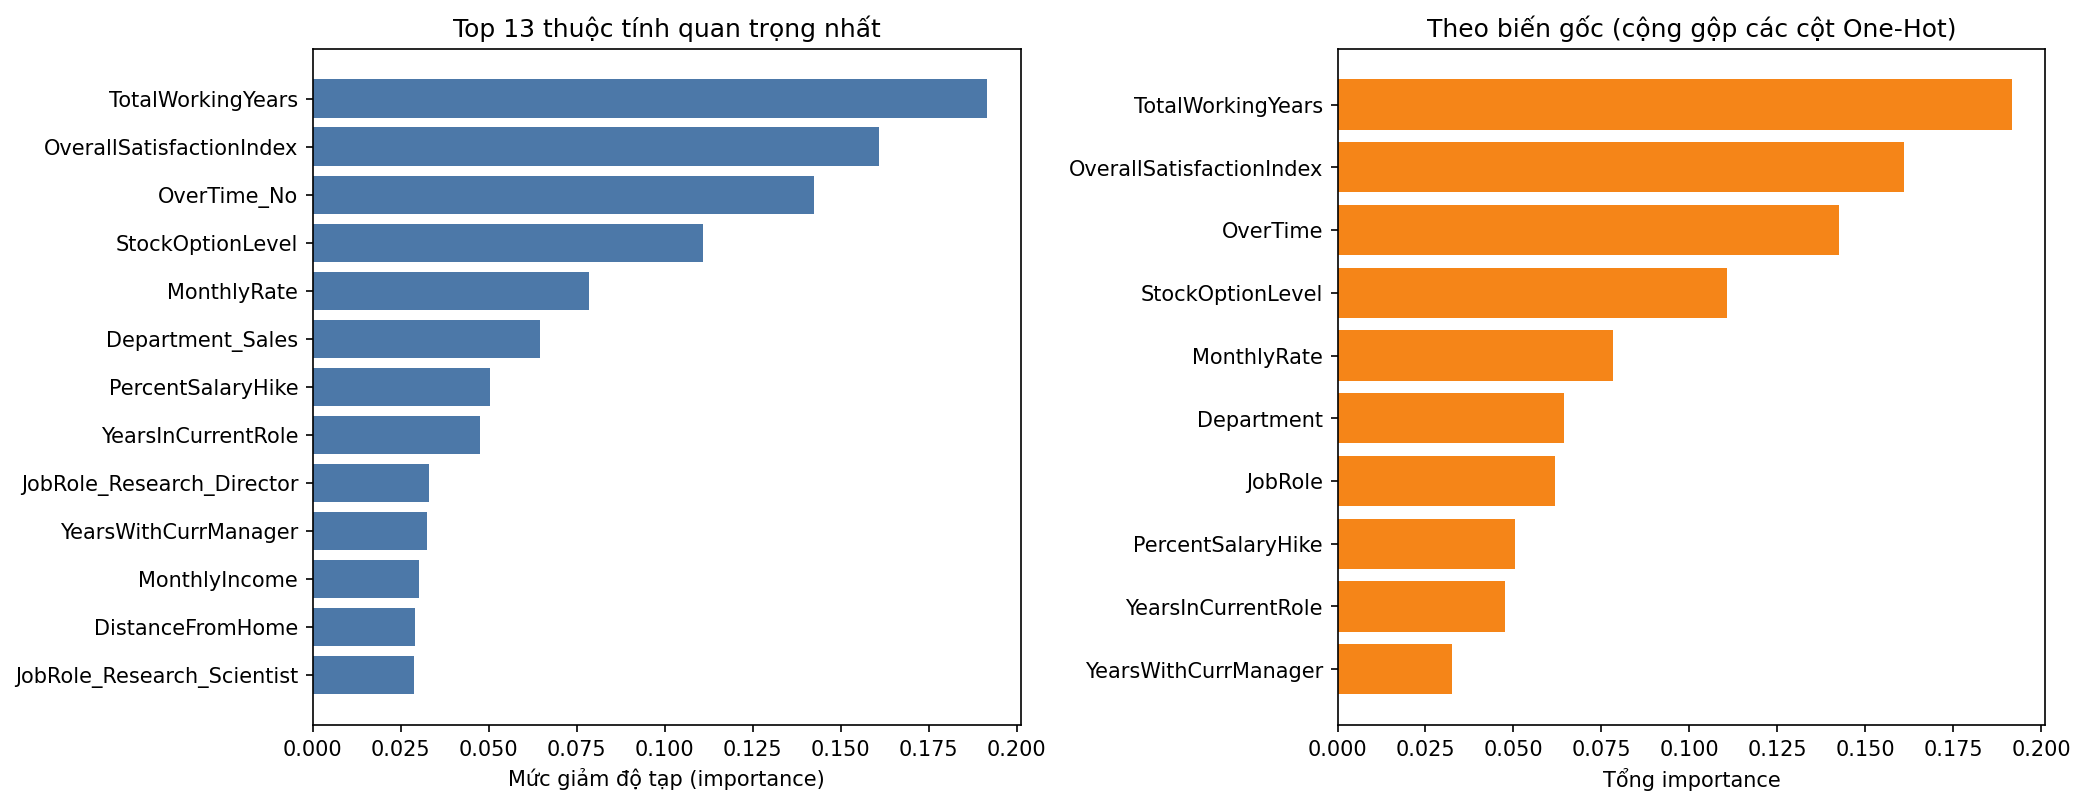 Top 13 thuộc tính quan trọng nhất
TotalWorkingYears
OverallSatisfactionIndex
OverTime_No
StockOptionLevel
MonthlyRate
Department_Sales
PercentSalaryHike
YearsInCurrentRole
JobRole_Research_Director
YearsWithCurrManager
MonthlyIncome
DistanceFromHome
JobRole_Research_Scientist
0.000 0.025 0.050 0.075 0.100 0.125 0.150 0.175 0.200
Mức giảm độ tạp (importance)
Theo biến gốc (cộng gộp các cột One-Hot)
TotalWorkingYears
OverallSatisfactionIndex
OverTime
StockOptionLevel
MonthlyRate
Department
JobRole
PercentSalaryHike
YearsInCurrentRole
YearsWithCurrManager
0.000 0.025 0.050 0.075 0.100 0.125 0.150 0.175 0.200
Tổng importance